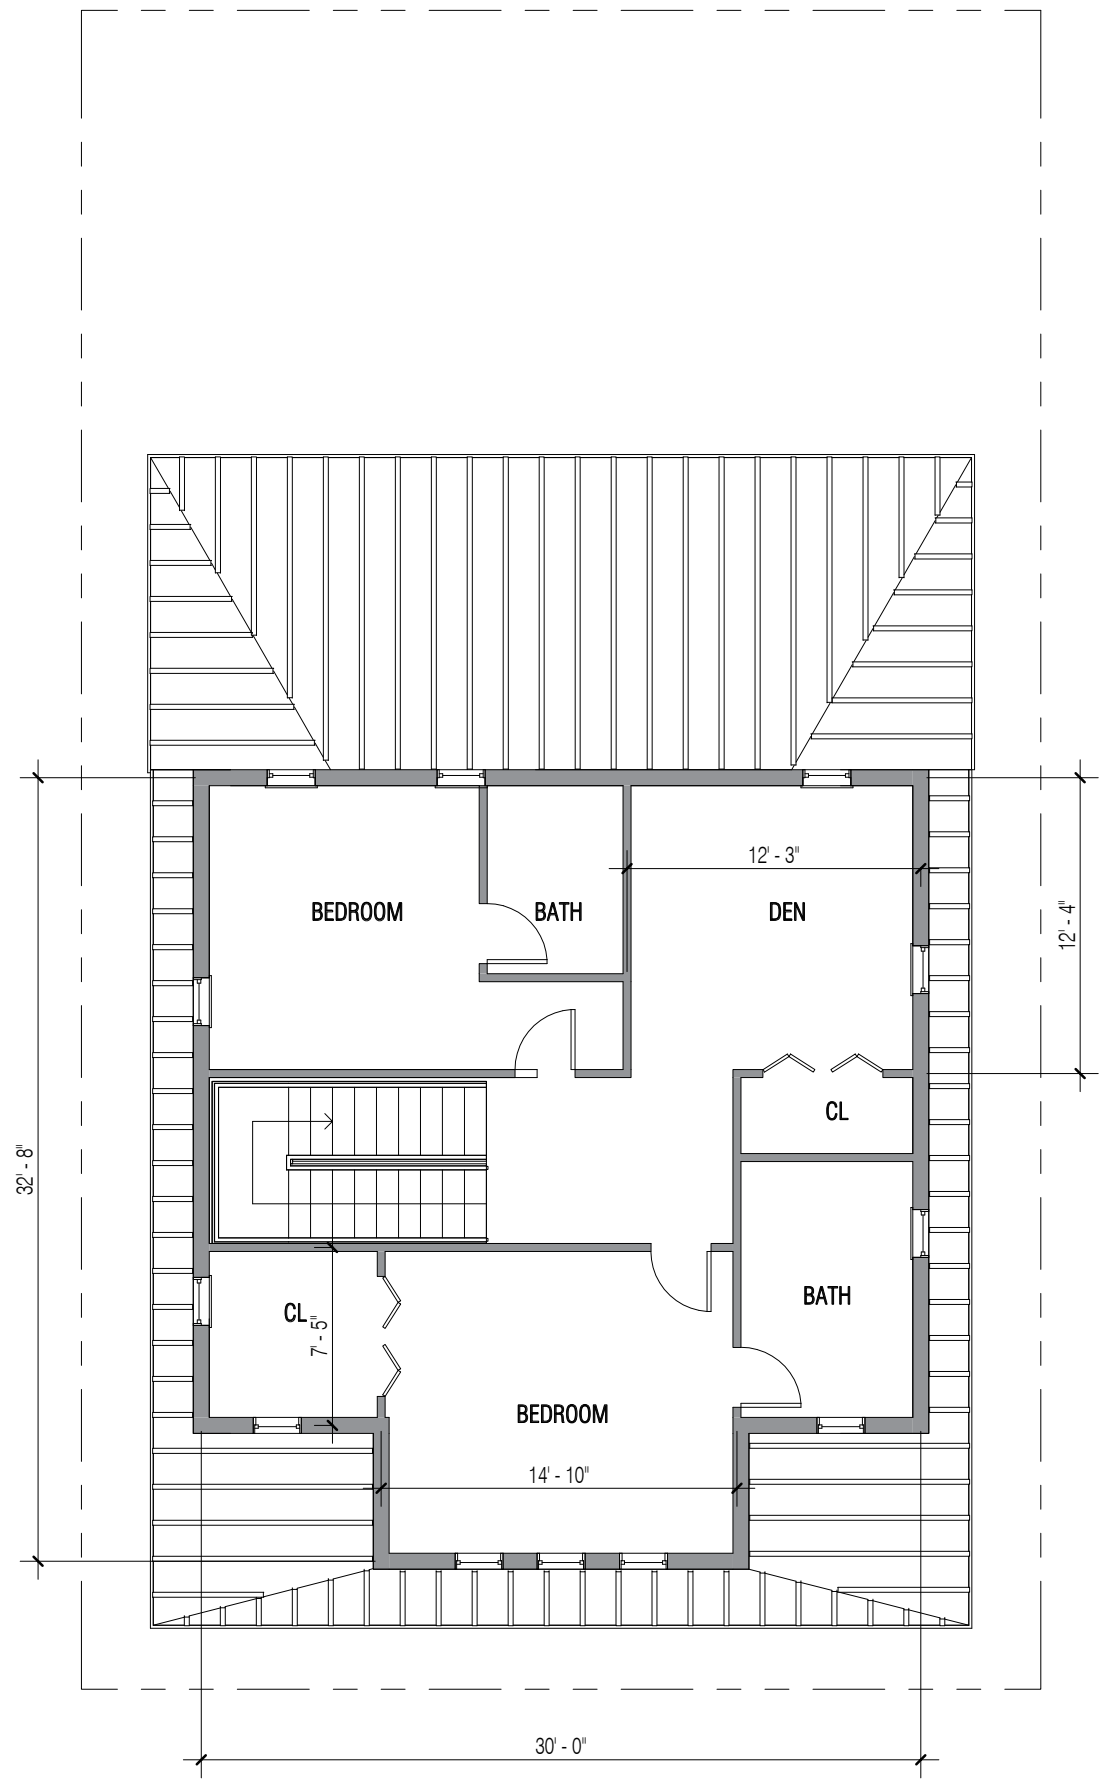 12' - 3"
BEDROOM
BATH
DEN
12' - 4"
CL
32' - 8"
BATH
CL
7' - 5"
BEDROOM
14' - 10"
30' - 0"